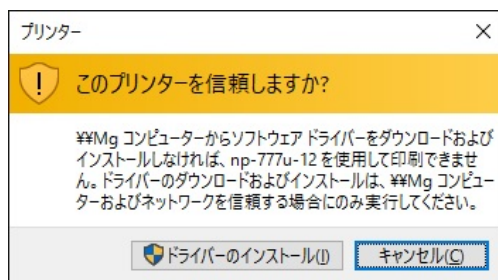 プリンター
このプリンターを信頼しますか?
¥¥Mg コンピューターからソフトウェア ドライバーをダウンロードおよび
インストールしなければ、np-777u-12 を使用して印刷できませ
ん。ドライバーのダウンロードおよびインストールは、¥¥Mg コンピュー
ターおよびネットワークを信頼する場合にのみ実行してください。
ドライバーのインストール(I) キャンセル(C)